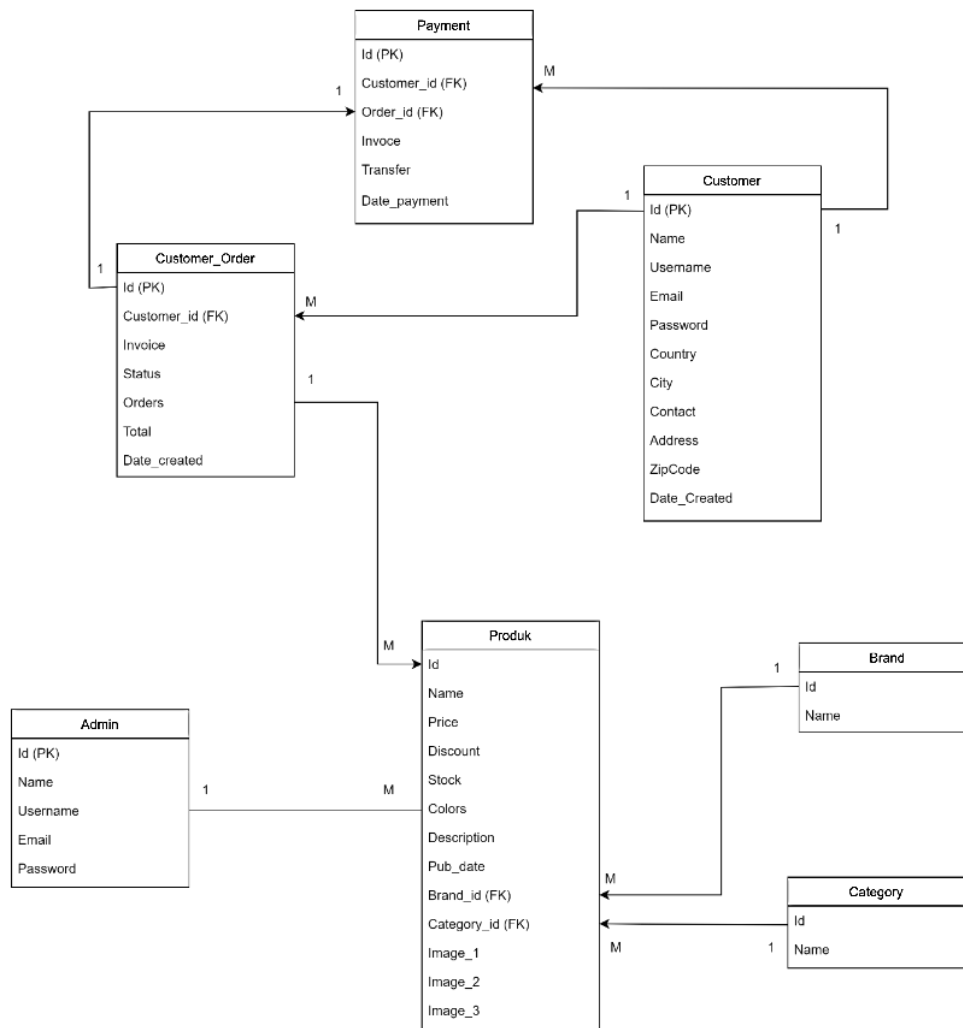 Payment
Id (PK)
Customer_id (FK)
Order_id (FK)
Invoce
Transfer
Date_payment
1
M
Customer
Id (PK)
Name
Username
Email
Password
Country
City
Contact
Address
ZipCode
Date_Created
1
1
Customer_Order
Id (PK)
Customer_id (FK)
Invoice
Status
Orders
Total
Date_created
1
M
1
Produk
Id
Name
Price
Discount
Stock
Colors
Description
Pub_date
Brand_id (FK)
Category_id (FK)
Image_1
Image_2
Image_3
M
M
M
M
Admin
Id (PK)
Name
Username
Email
Password
1
Brand
Id
Name
1
Category
Id
Name
1